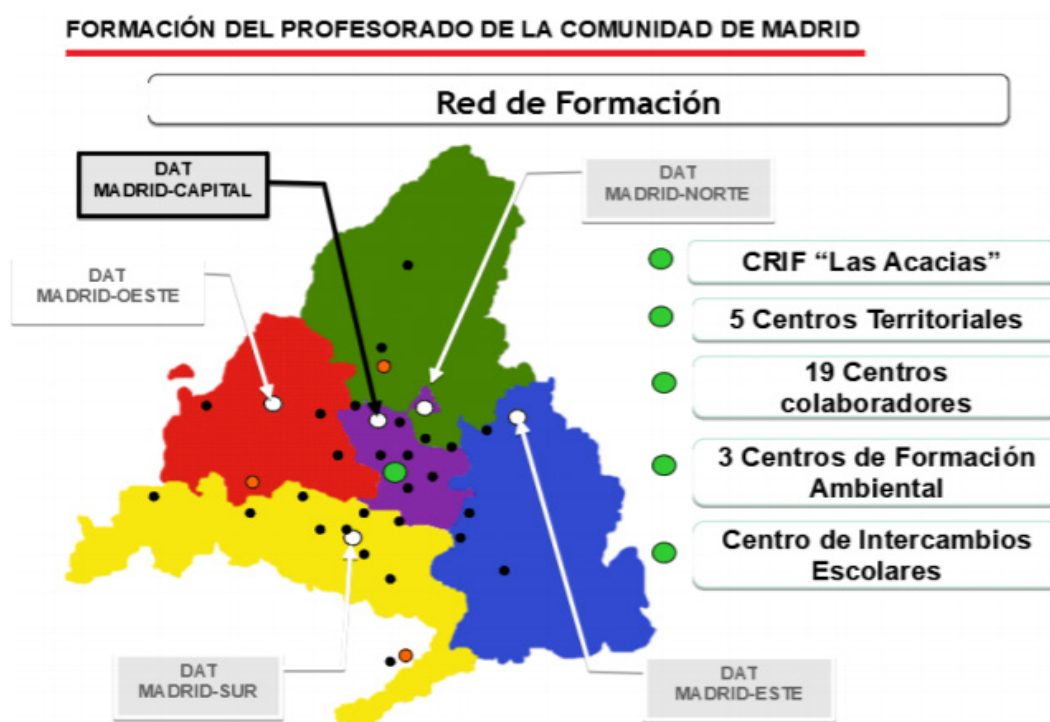 FORMACIÓN DEL PROFESORADO DE LA COMUNIDAD DE MADRID
Red de Formación
DAT
MADRID-CAPITAL
DAT
MADRID-NORTE
DAT
MADRID-OESTE
CRIF “Las Acacias”
5 Centros Territoriales
19 Centros
colaboradores
3 Centros de Formación
Ambiental
Centro de Intercambios
Escolares
DAT
MADRID-SUR
DAT
MADRID-ESTE